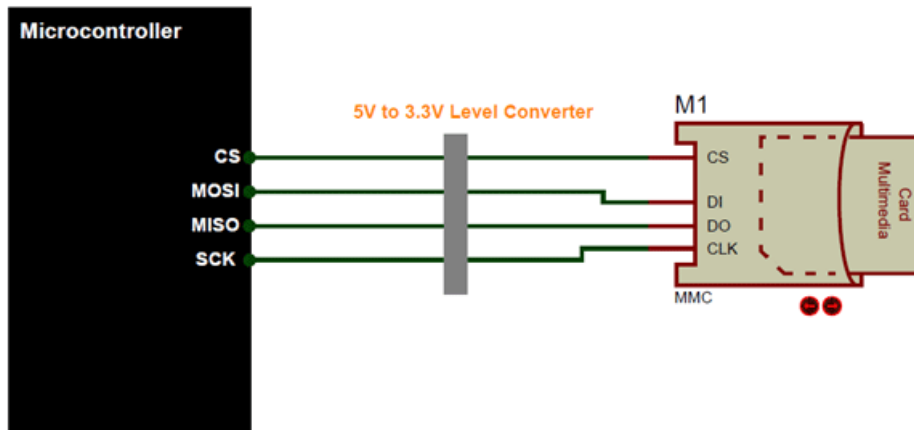 Microcontroller
5V to 3.3V Level Converter
M1
CS
MOSI
MISO
SCK
CS
DI
DO
CLK
Card
Multimedia
MMC